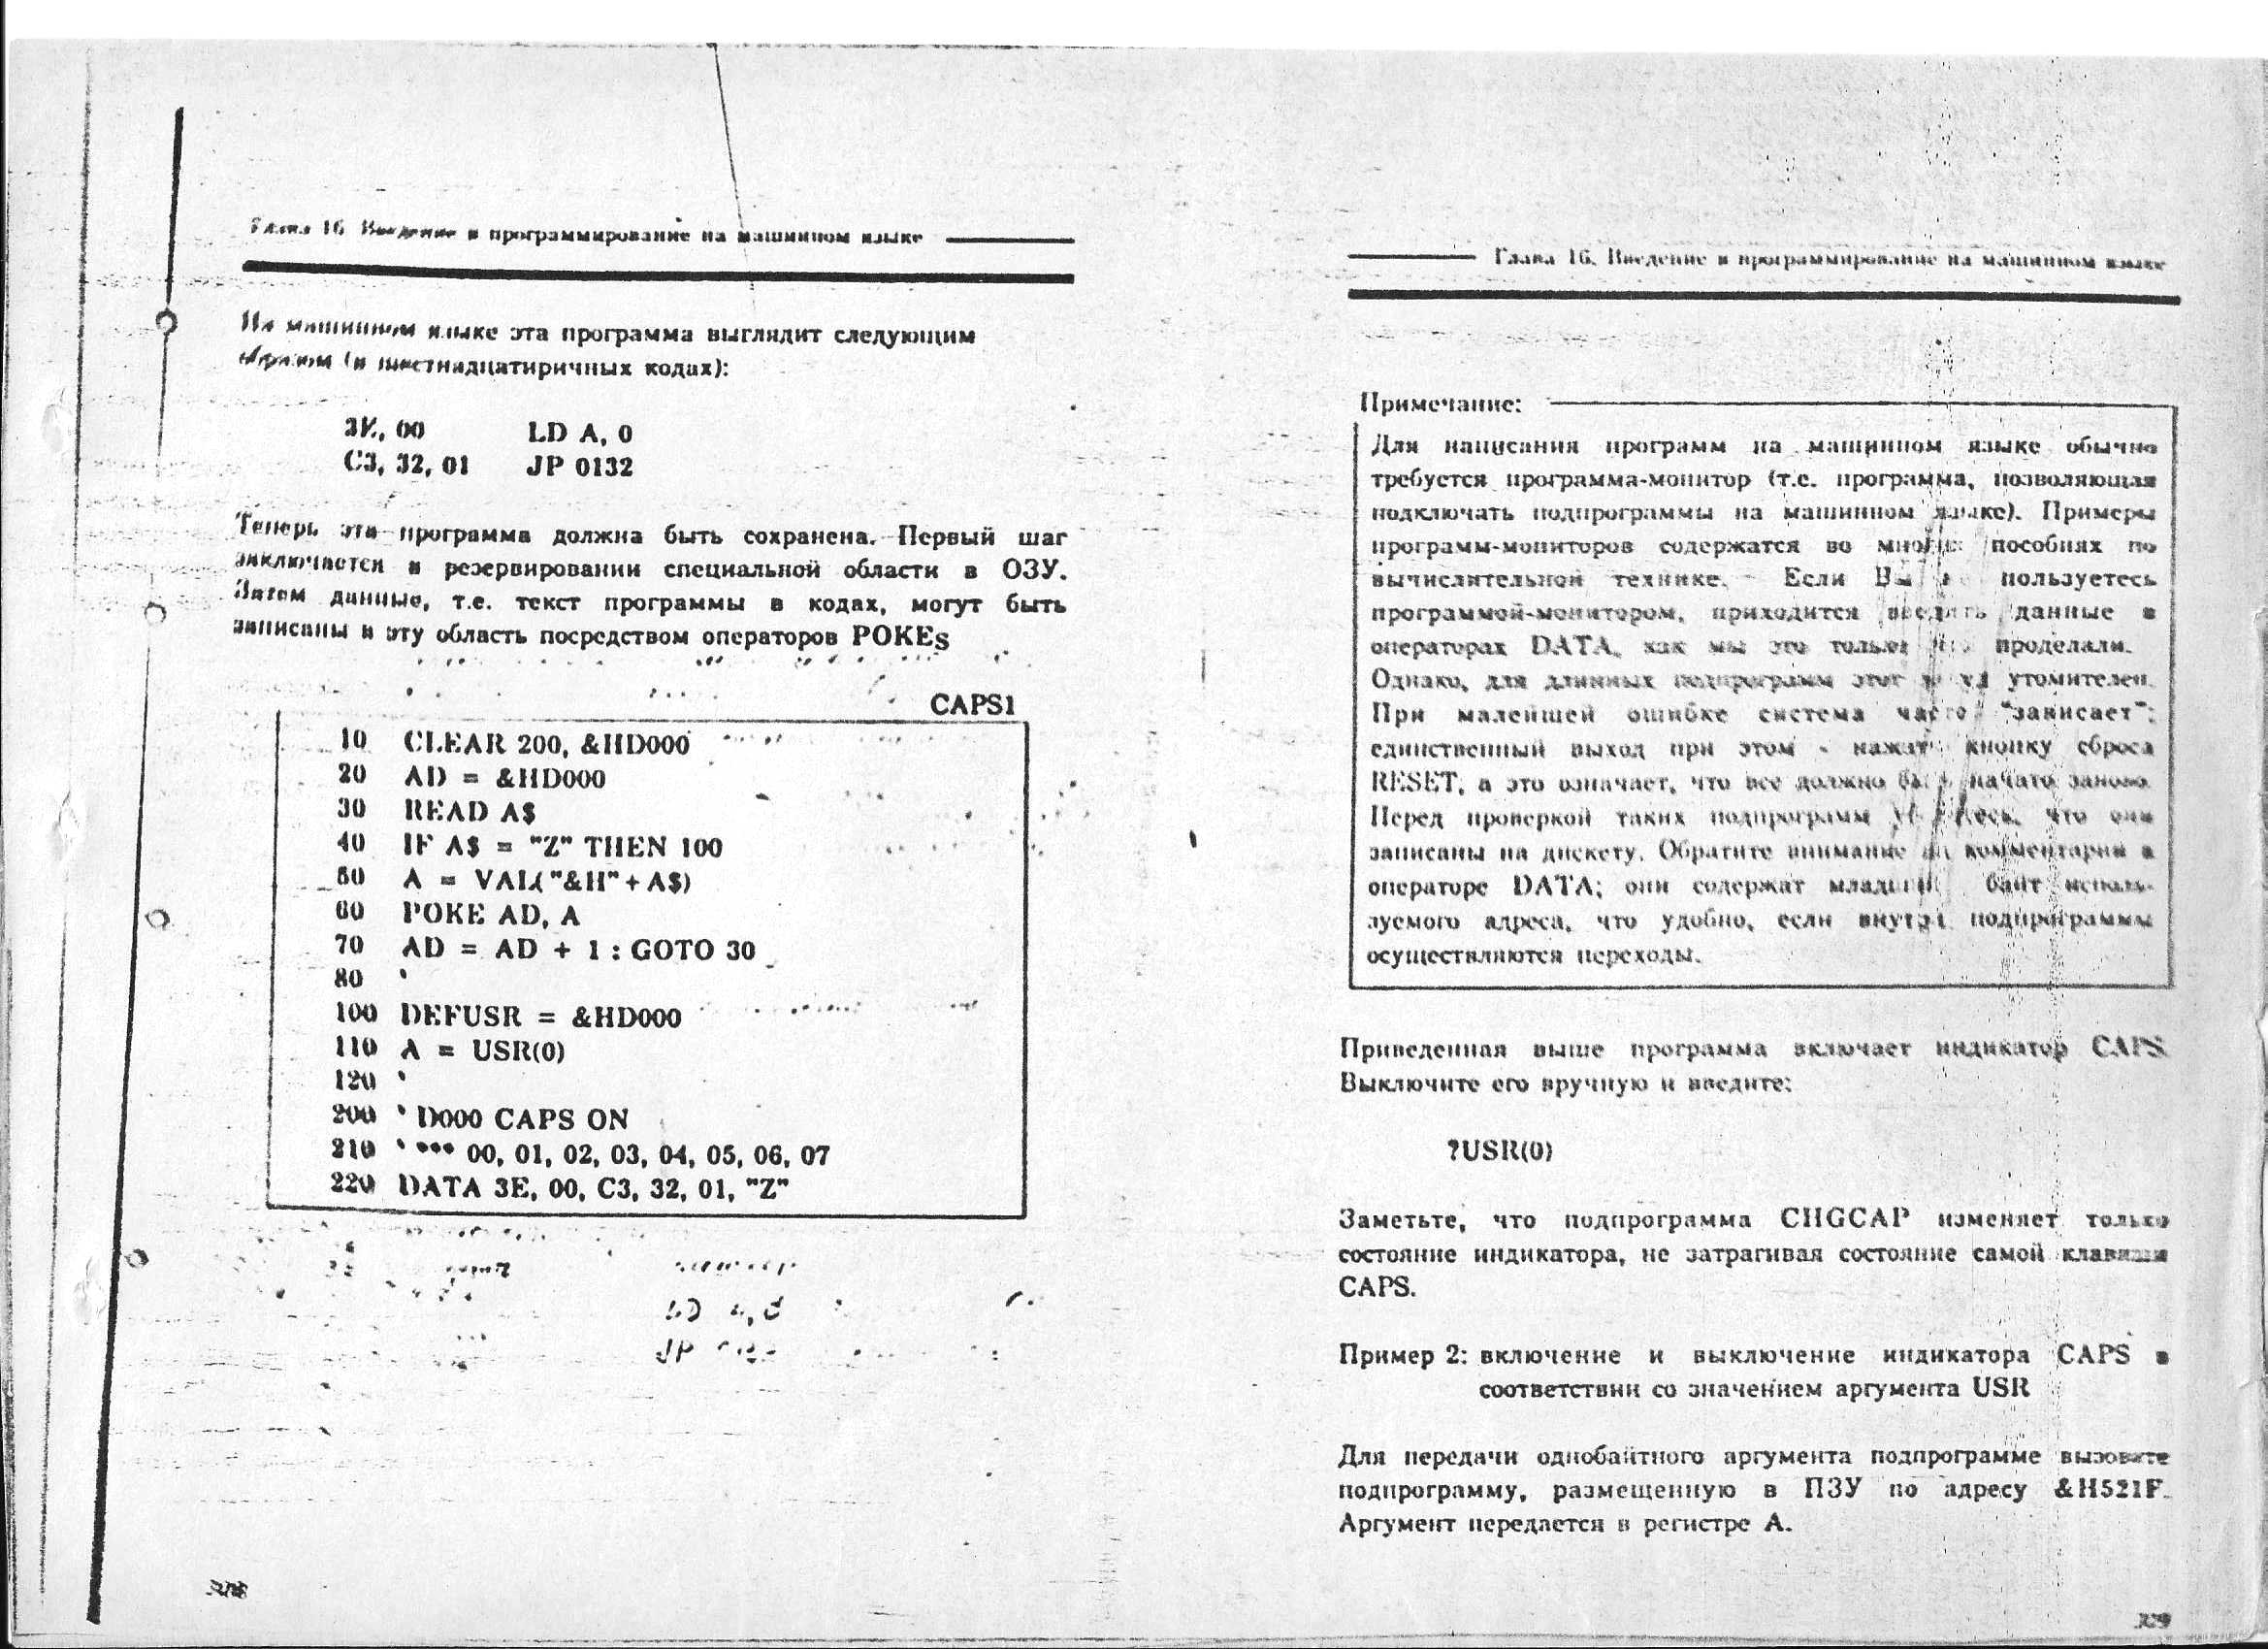 Глава 16 Введение в программирование на машинном языке
На машинном языке эта программа выглядит следующим
образом (в шестнадцатиричных кодах):
3E, 00 LD A, 0
C3, 32, 01 JP 0132
Теперь эта программа должна быть сохранена. Первый шаг
заключается в резервировании специальной области в ОЗУ.
Затем данные, т.е. текст программы в кодах, могут быть
записаны в эту область посредством операторов POKEs
CAPS1
10 CLEAR 200, &HD000
20 AD = &HD000
30 READ A$
40 IF A$ = "Z" THEN 100
50 A = VAL("&H"+A$)
60 POKE AD, A
70 AD = AD + 1 : GOTO 30
80 '
100 DEFUSR = &HD000
110 A = USR(0)
120 '
200 ' D000 CAPS ON
210 ' *** 00, 01, 02, 03, 04, 05, 06, 07
220 DATA 3E, 00, C3, 32, 01, "Z"
LD
JP
Глава 16. Введение в программирование на машинном языке
Примечание:
Для написания программ на машинном языке обычно
требуется программа-монитор (т.е. программа, позволяющая
подключать подпрограммы на машинном языке). Примеры
программ-мониторов содержатся во многих пособиях по
вычислительной технике. Если Вы не пользуетесь
программой-монитором, приходится вводить данные в
операторах DATA, как мы это только что проделали.
Однако, для длинных подпрограмм этот утомителен.
При малейшей ошибке система часто "зависает";
единственный выход при этом - нажать кнопку сброса
RESET, а это означает, что все должно быть начато заново.
Перед проверкой таких подпрограмм убедитесь, что они
записаны на дискету. Обратите внимание на комментарии в
операторе DATA; они содержат младший байт исполь-
зуемого адреса, что удобно, если внутри подпрограммы
осуществляются переходы.
Приведенная выше программа включает индикатор CAPS.
Выключите его вручную и введите:
?USR(0)
Заметьте, что подпрограмма CHGCAP изменяет только
состояние индикатора, не затрагивая состояние самой клавиши
CAPS.
Пример 2: включение и выключение индикатора CAPS в
соответствии со значением аргумента USR
Для передачи однобайтного аргумента подпрограмме вызовите
подпрограмму, размещенную в ПЗУ по адресу &H521F.
Аргумент передается в регистре A.
329